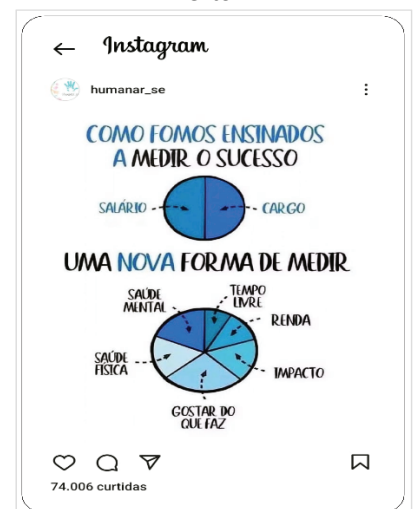 Instagram
humanar_se
COMO FOMOS ENSINADOS
A MEDIR O SUCESSO
SALÁRIO
CARGO
UMA NOVA FORMA DE MEDIR
SAÚDE
MENTAL
TEMPO
LIVRE
RENDA
SAÚDE
FÍSICA
IMPACTO
GOSTAR DO
QUE FAZ
74.006 curtidas